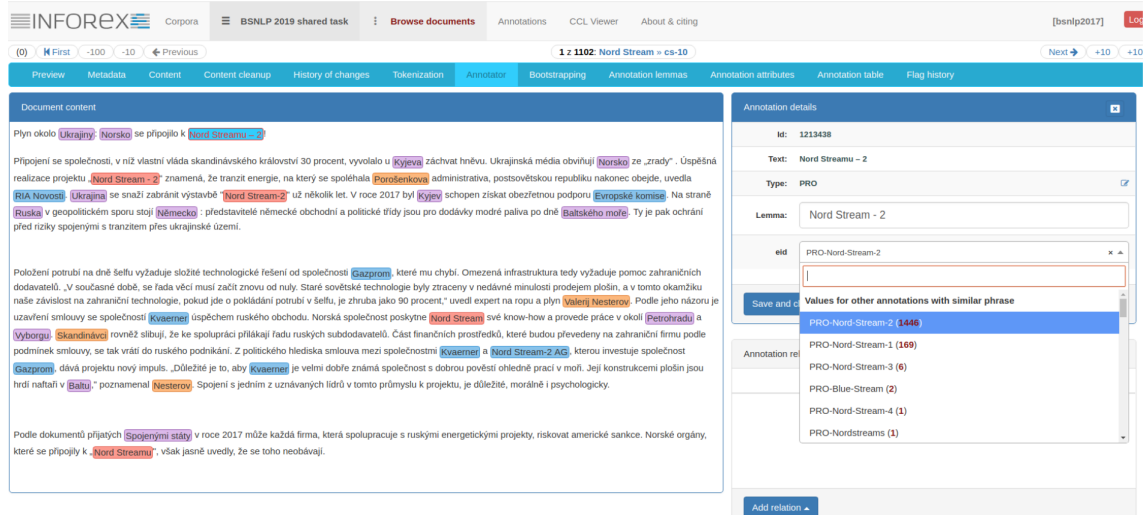 INFOREX Corpora BSNLP 2019 shared task Browse documents Annotations CCL Viewer About & citing [bsnlp2017] Log
(0) First -100 -10 Previous 1 z 1102: Nord Stream » cs-10 Next +10 +10
Preview Metadata Content Content cleanup History of changes Tokenization Annotator Bootstrapping Annotation lemmas Annotation attributes Annotation table Flag history
Document content
Plyn okolo Ukrajiny: Norsko se připojilo k Nord Streamu – 2!
Připojení se společnosti, v níž vlastní vláda skandinávského království 30 procent, vyvolalo u Kyjeva záchvat hněvu. Ukrajinská média obviňují Norsko ze „zrady" . Úspěšná
realizace projektu „Nord Stream - 2" znamená, že tranzit energie, na který se spoléhala Porošenkova administrativa, postsovětskou republiku nakonec obejde, uvedla
RIA Novosti. Ukrajina se snaží zabránit výstavbě "Nord Stream-2" už několik let. V roce 2017 byl Kyjev schopen získat obezřetnou podporu Evropské komise. Na straně
Ruska v geopolitickém sporu stojí Německo : představitelé německé obchodní a politické třídy jsou pro dodávky modré paliva po dně Baltského moře. Ty je pak ochrání
před riziky spojenými s tranzitem přes ukrajinské území.
Položení potrubí na dně šelfu vyžaduje složité technologické řešení od společnosti Gazprom, které mu chybí. Omezená infrastruktura tedy vyžaduje pomoc zahraničních
dodavatelů. „V současné době, se řada věcí musí začít znovu od nuly. Staré sovětské technologie byly ztraceny v nedávné minulosti prodejem plošin, a v tomto okamžiku
naše závislost na zahraniční technologie, pokud jde o pokládání potrubí v šelfu, je zhruba jako 90 procent," uvedl expert na ropu a plyn Valerij Nesterov. Podle jeho názoru je
uzavření smlouvy se společností Kvaerner úspěchem ruského obchodu. Norská společnost poskytne Nord Stream své know-how a provede práce v okolí Petrohradu a
Vyborgu. Skandinávci rovněž slibují, že ke spolupráci přilákají řadu ruských subdodavatelů. Část finančních prostředků, které budou převedeny na zahraniční firmu podle
podmínek smlouvy, se tak vrátí do ruského podnikání. Z politického hlediska smlouva mezi společnostmi Kvaerner a Nord Stream-2 AG, kterou investuje společnost
Gazprom, dává projektu nový impuls. „Důležité je to, aby Kvaerner je velmi dobře známá společnost s dobrou pověstí ohledně prací v moři. Její konstrukcemi plošin jsou
hrdí naftaři v Baltu," poznamenal Nesterov. Spojení s jedním z uznávaných lídrů v tomto průmyslu k projektu, je důležité, morálně i psychologicky.
Podle dokumentů přijatých Spojenými státy v roce 2017 může každá firma, která spolupracuje s ruskými energetickými projekty, riskovat americké sankce. Norské orgány,
které se připojily k „Nord Streamu", však jasně uvedly, že se toho neobávají.
Annotation details
Id: 1213438
Text: Nord Streamu – 2
Type: PRO
Lemma: Nord Stream - 2
eid PRO-Nord-Stream-2
Save and cl
Values for other annotations with similar phrase
PRO-Nord-Stream-2 (1446)
PRO-Nord-Stream-1 (169)
Annotation rel
PRO-Nord-Stream-3 (6)
PRO-Blue-Stream (2)
PRO-Nord-Stream-4 (1)
PRO-Nordstreams (1)
Add relation